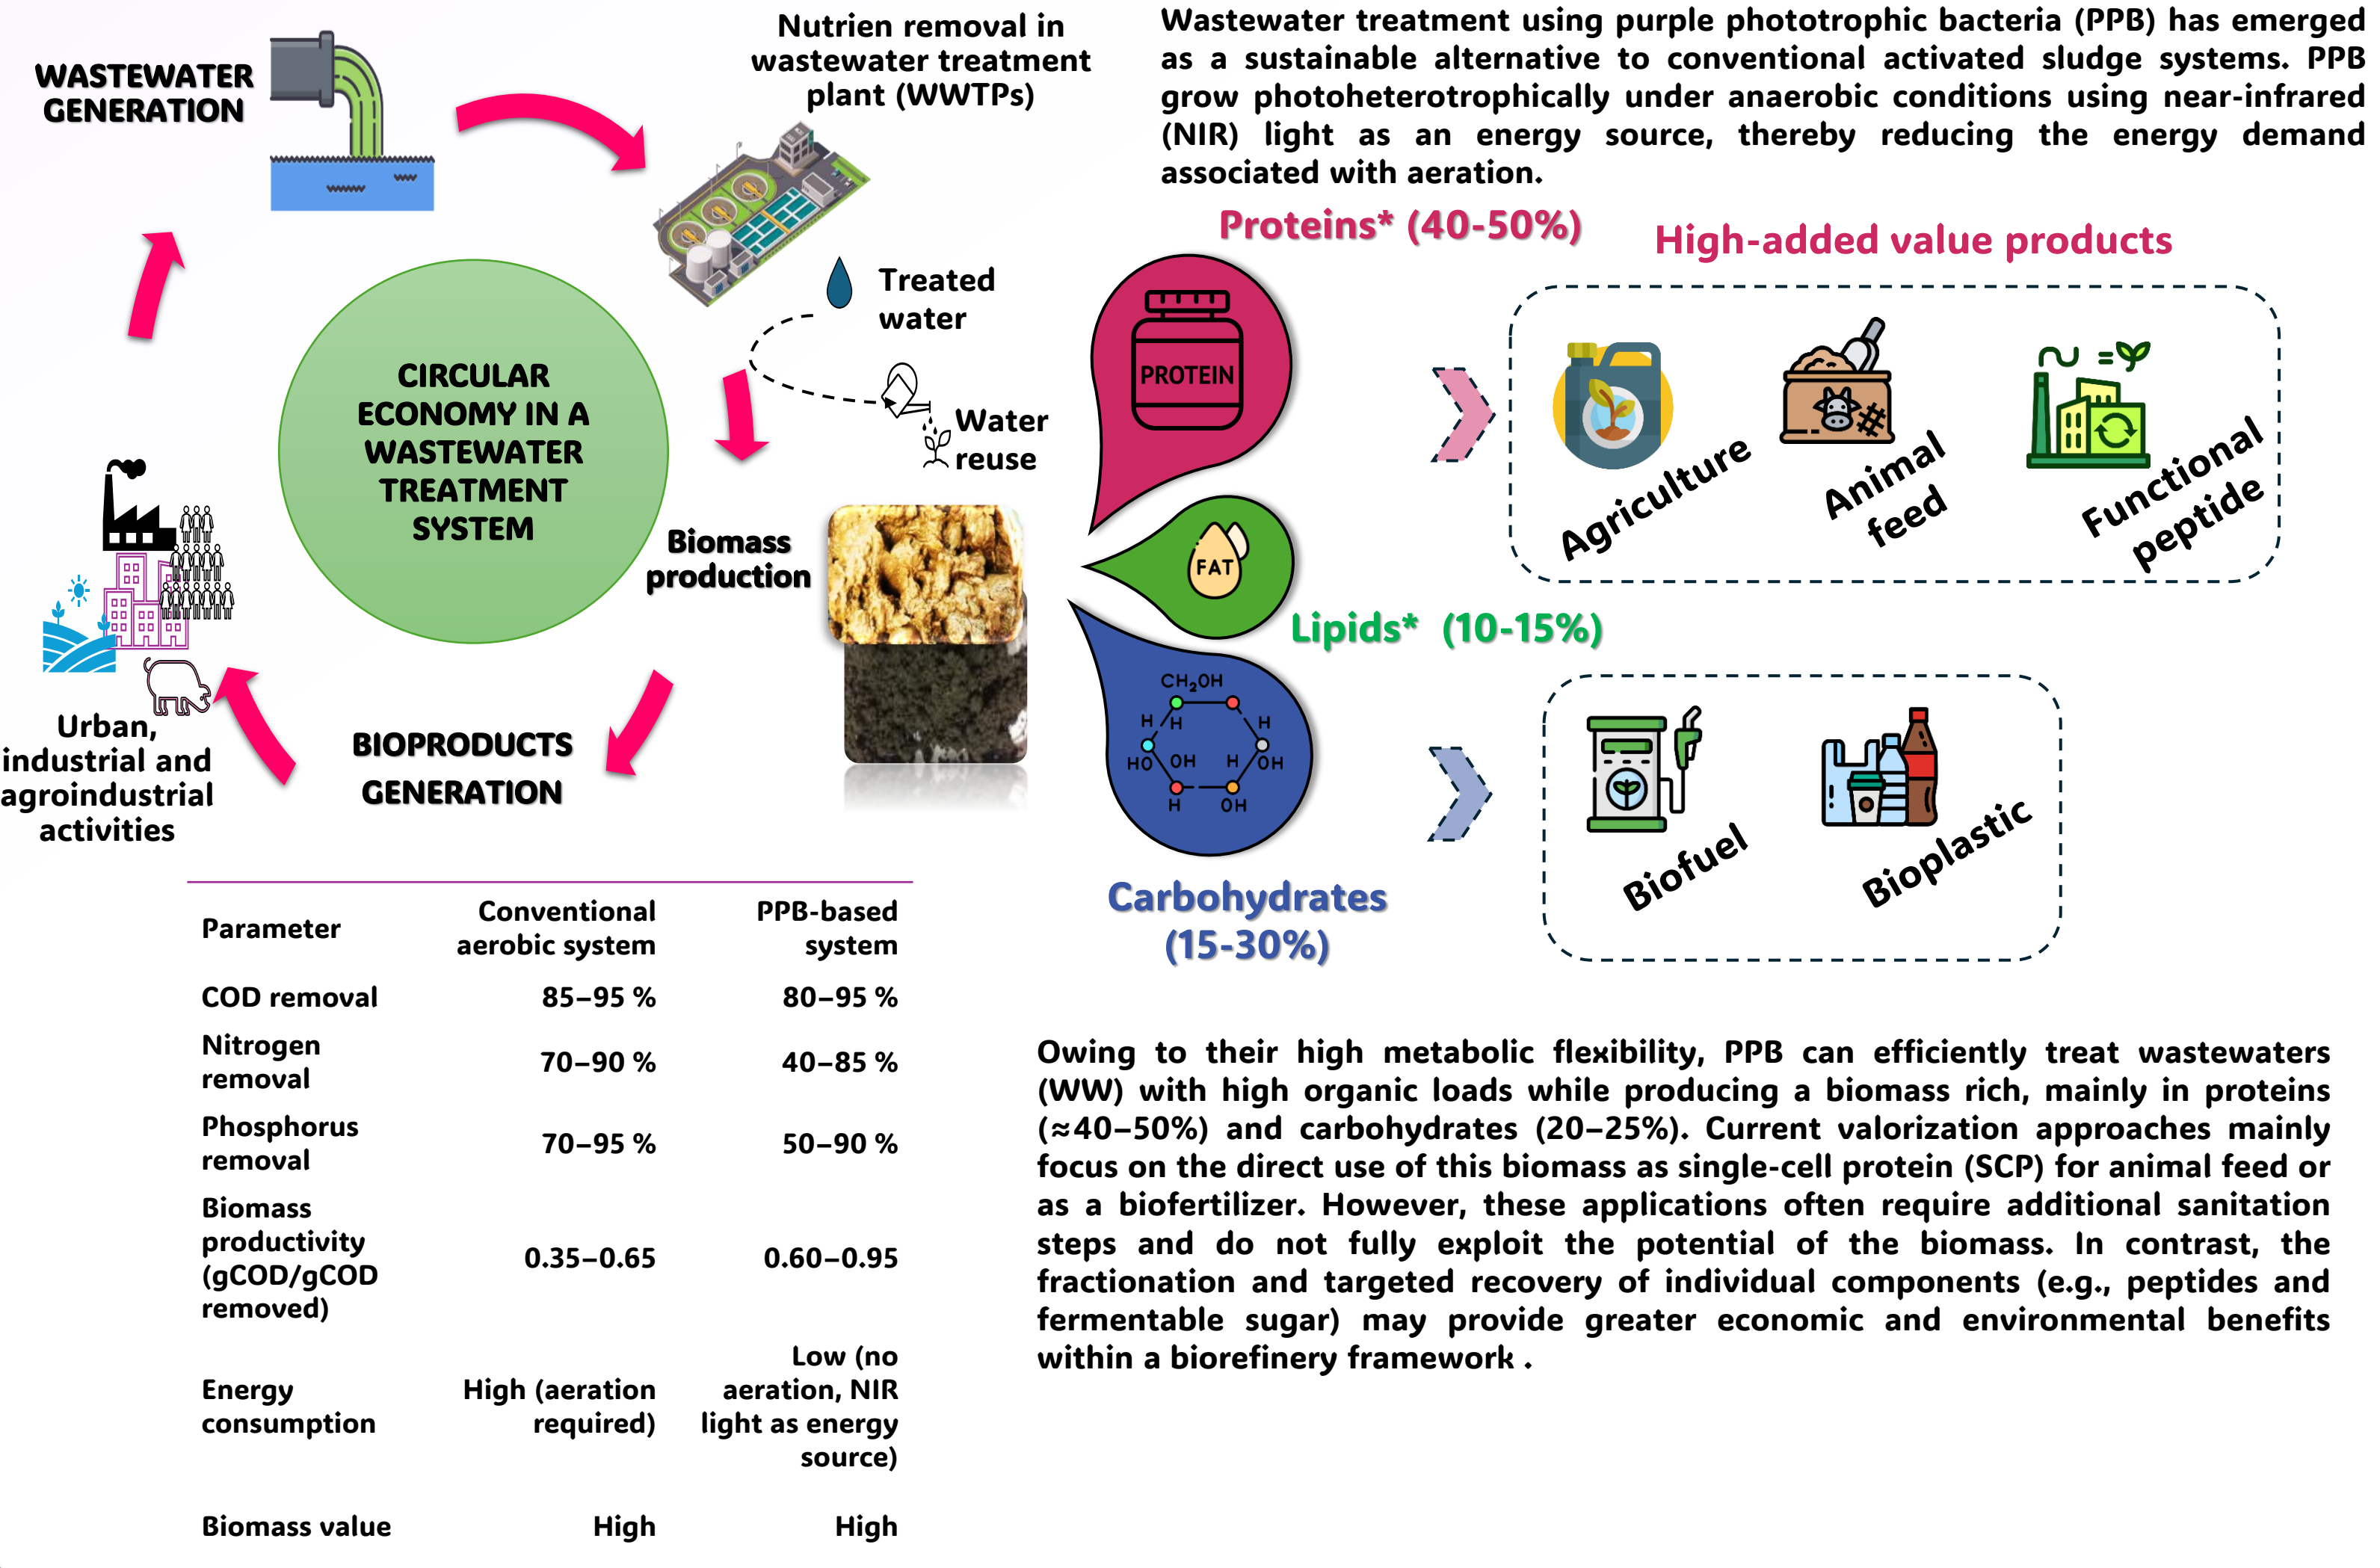 WASTEWATER
GENERATION
Nutrien removal in
wastewater treatment
plant (WWTPs)
Treated
water
Water
reuse
CIRCULAR
ECONOMY IN A
WASTEWATER
TREATMENT
SYSTEM
Biomass
production
BIOPRODUCTS
GENERATION
Urban,
industrial and
agroindustrial
activities
Wastewater treatment using purple phototrophic bacteria (PPB) has emerged
as a sustainable alternative to conventional activated sludge systems. PPB
grow photoheterotrophically under anaerobic conditions using near-infrared
(NIR) light as an energy source, thereby reducing the energy demand
associated with aeration.
Proteins* (40-50%)
High-added value products
PROTEIN
Agriculture
Animal
feed
=
Functional
peptide
FAT
Lipids* (10-15%)
CH₂OH
H
H
H
HO
OH
H
OH
H
OH
Carbohydrates
(15-30%)
Biofuel
Bioplastic
Parameter
Conventional
aerobic system
PPB-based
system
COD removal
85–95 %
80–95 %
Nitrogen
removal
70–90 %
40–85 %
Phosphorus
removal
70–95 %
50–90 %
Biomass
productivity
(gCOD/gCOD
removed)
0.35–0.65
0.60–0.95
Energy
consumption
High (aeration
required)
Low (no
aeration, NIR
light as energy
source)
Biomass value
High
High
Owing to their high metabolic flexibility, PPB can efficiently treat wastewaters
(WW) with high organic loads while producing a biomass rich, mainly in proteins
(≈40–50%) and carbohydrates (20–25%). Current valorization approaches mainly
focus on the direct use of this biomass as single-cell protein (SCP) for animal feed or
as a biofertilizer. However, these applications often require additional sanitation
steps and do not fully exploit the potential of the biomass. In contrast, the
fractionation and targeted recovery of individual components (e.g., peptides and
fermentable sugar) may provide greater economic and environmental benefits
within a biorefinery framework .